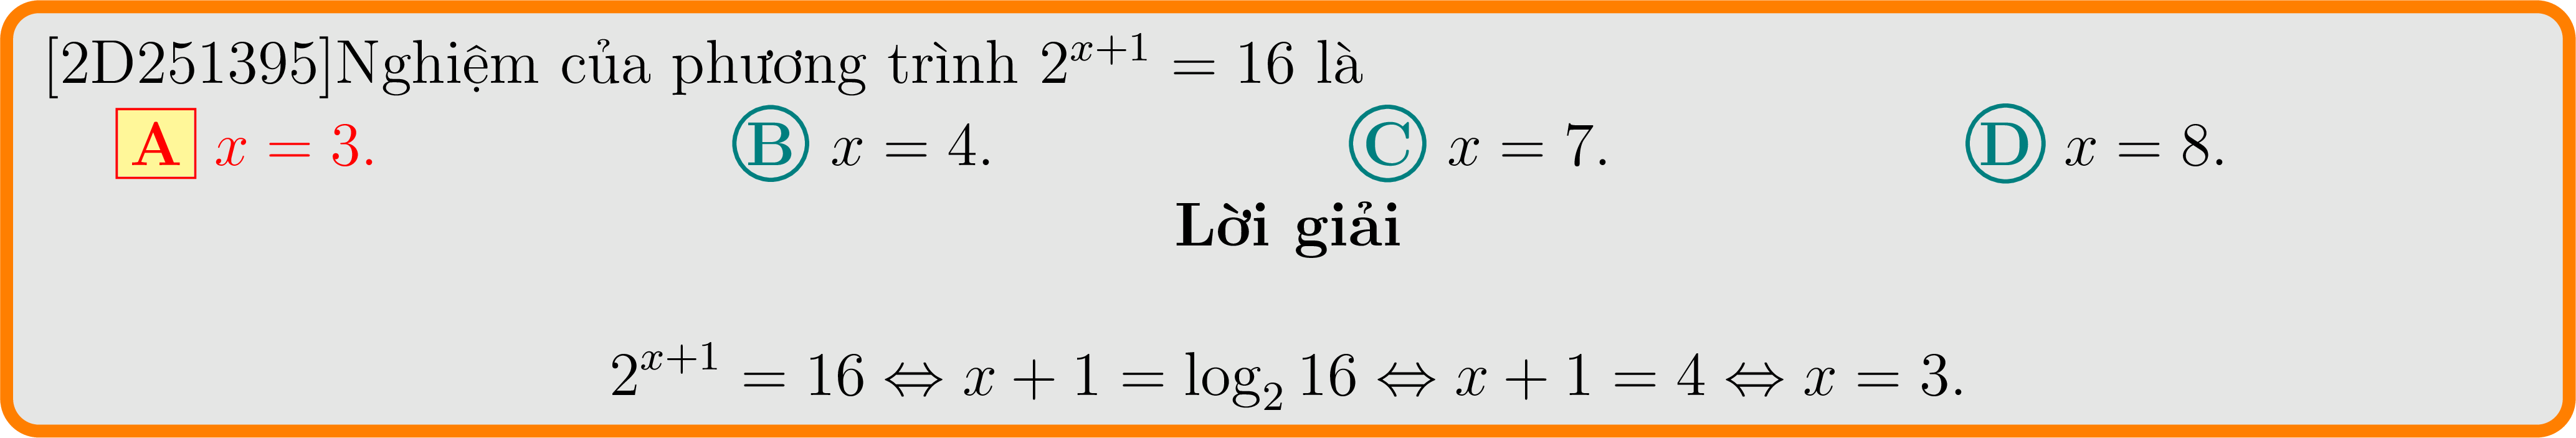 [2D251395]Nghiệm của phương trình $2^{x+1} = 16$ là
A $x = 3.$ B $x = 4.$ C $x = 7.$ D $x = 8.$
Lời giải
$2^{x+1} = 16 \Leftrightarrow x + 1 = \log_2 16 \Leftrightarrow x + 1 = 4 \Leftrightarrow x = 3.$